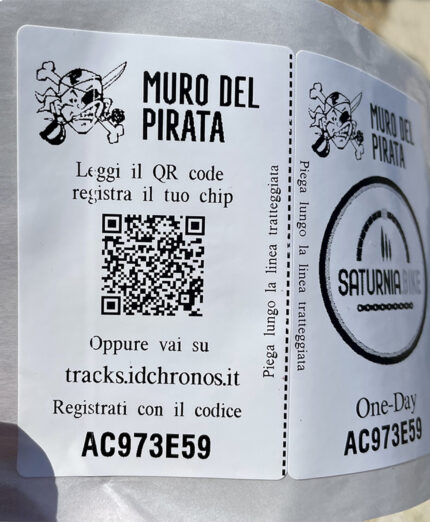 MURO DEL
PIRATA
Leggi il QR code
registra il tuo chip
Oppure vai su
tracks.idchronos.it
Registrati con il codice
AC973E59
Piega lungo la linea tratteggiata
Piega lungo la linea tratteggiata
MURO DEL
PIRATA
SATURNIA BIKE
One-Day
AC973E59